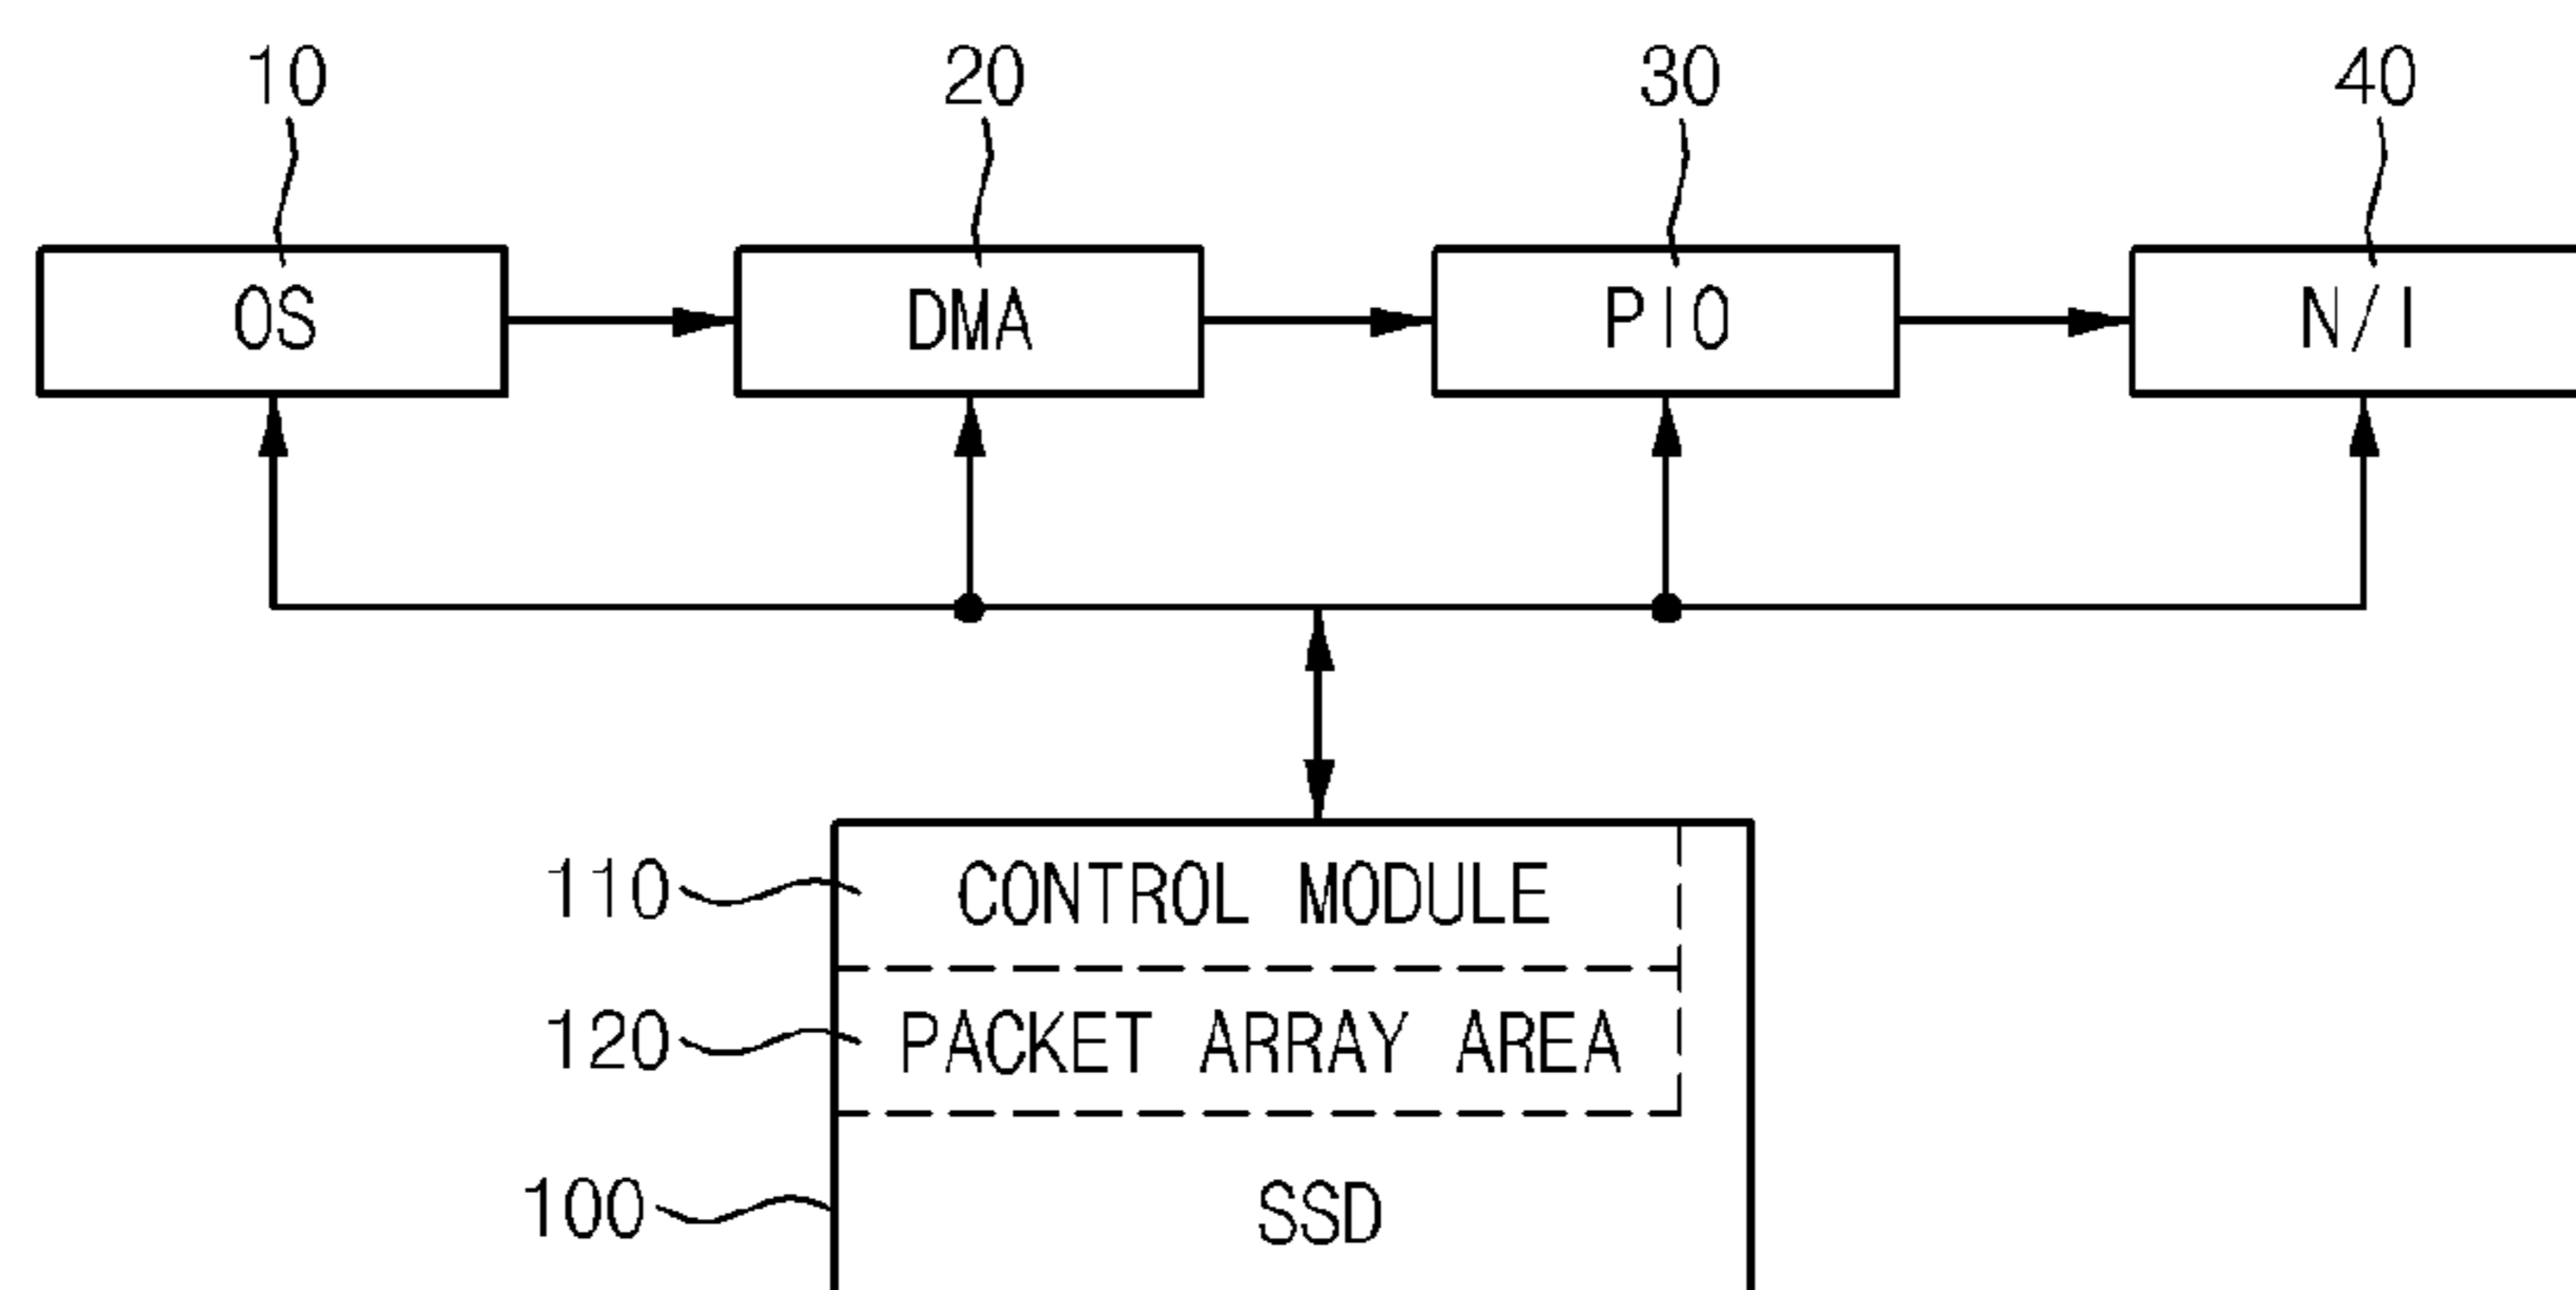 10 20 30 40
OS DMA PIO N/I
110 CONTROL MODULE
120 PACKET ARRAY AREA
100 SSD